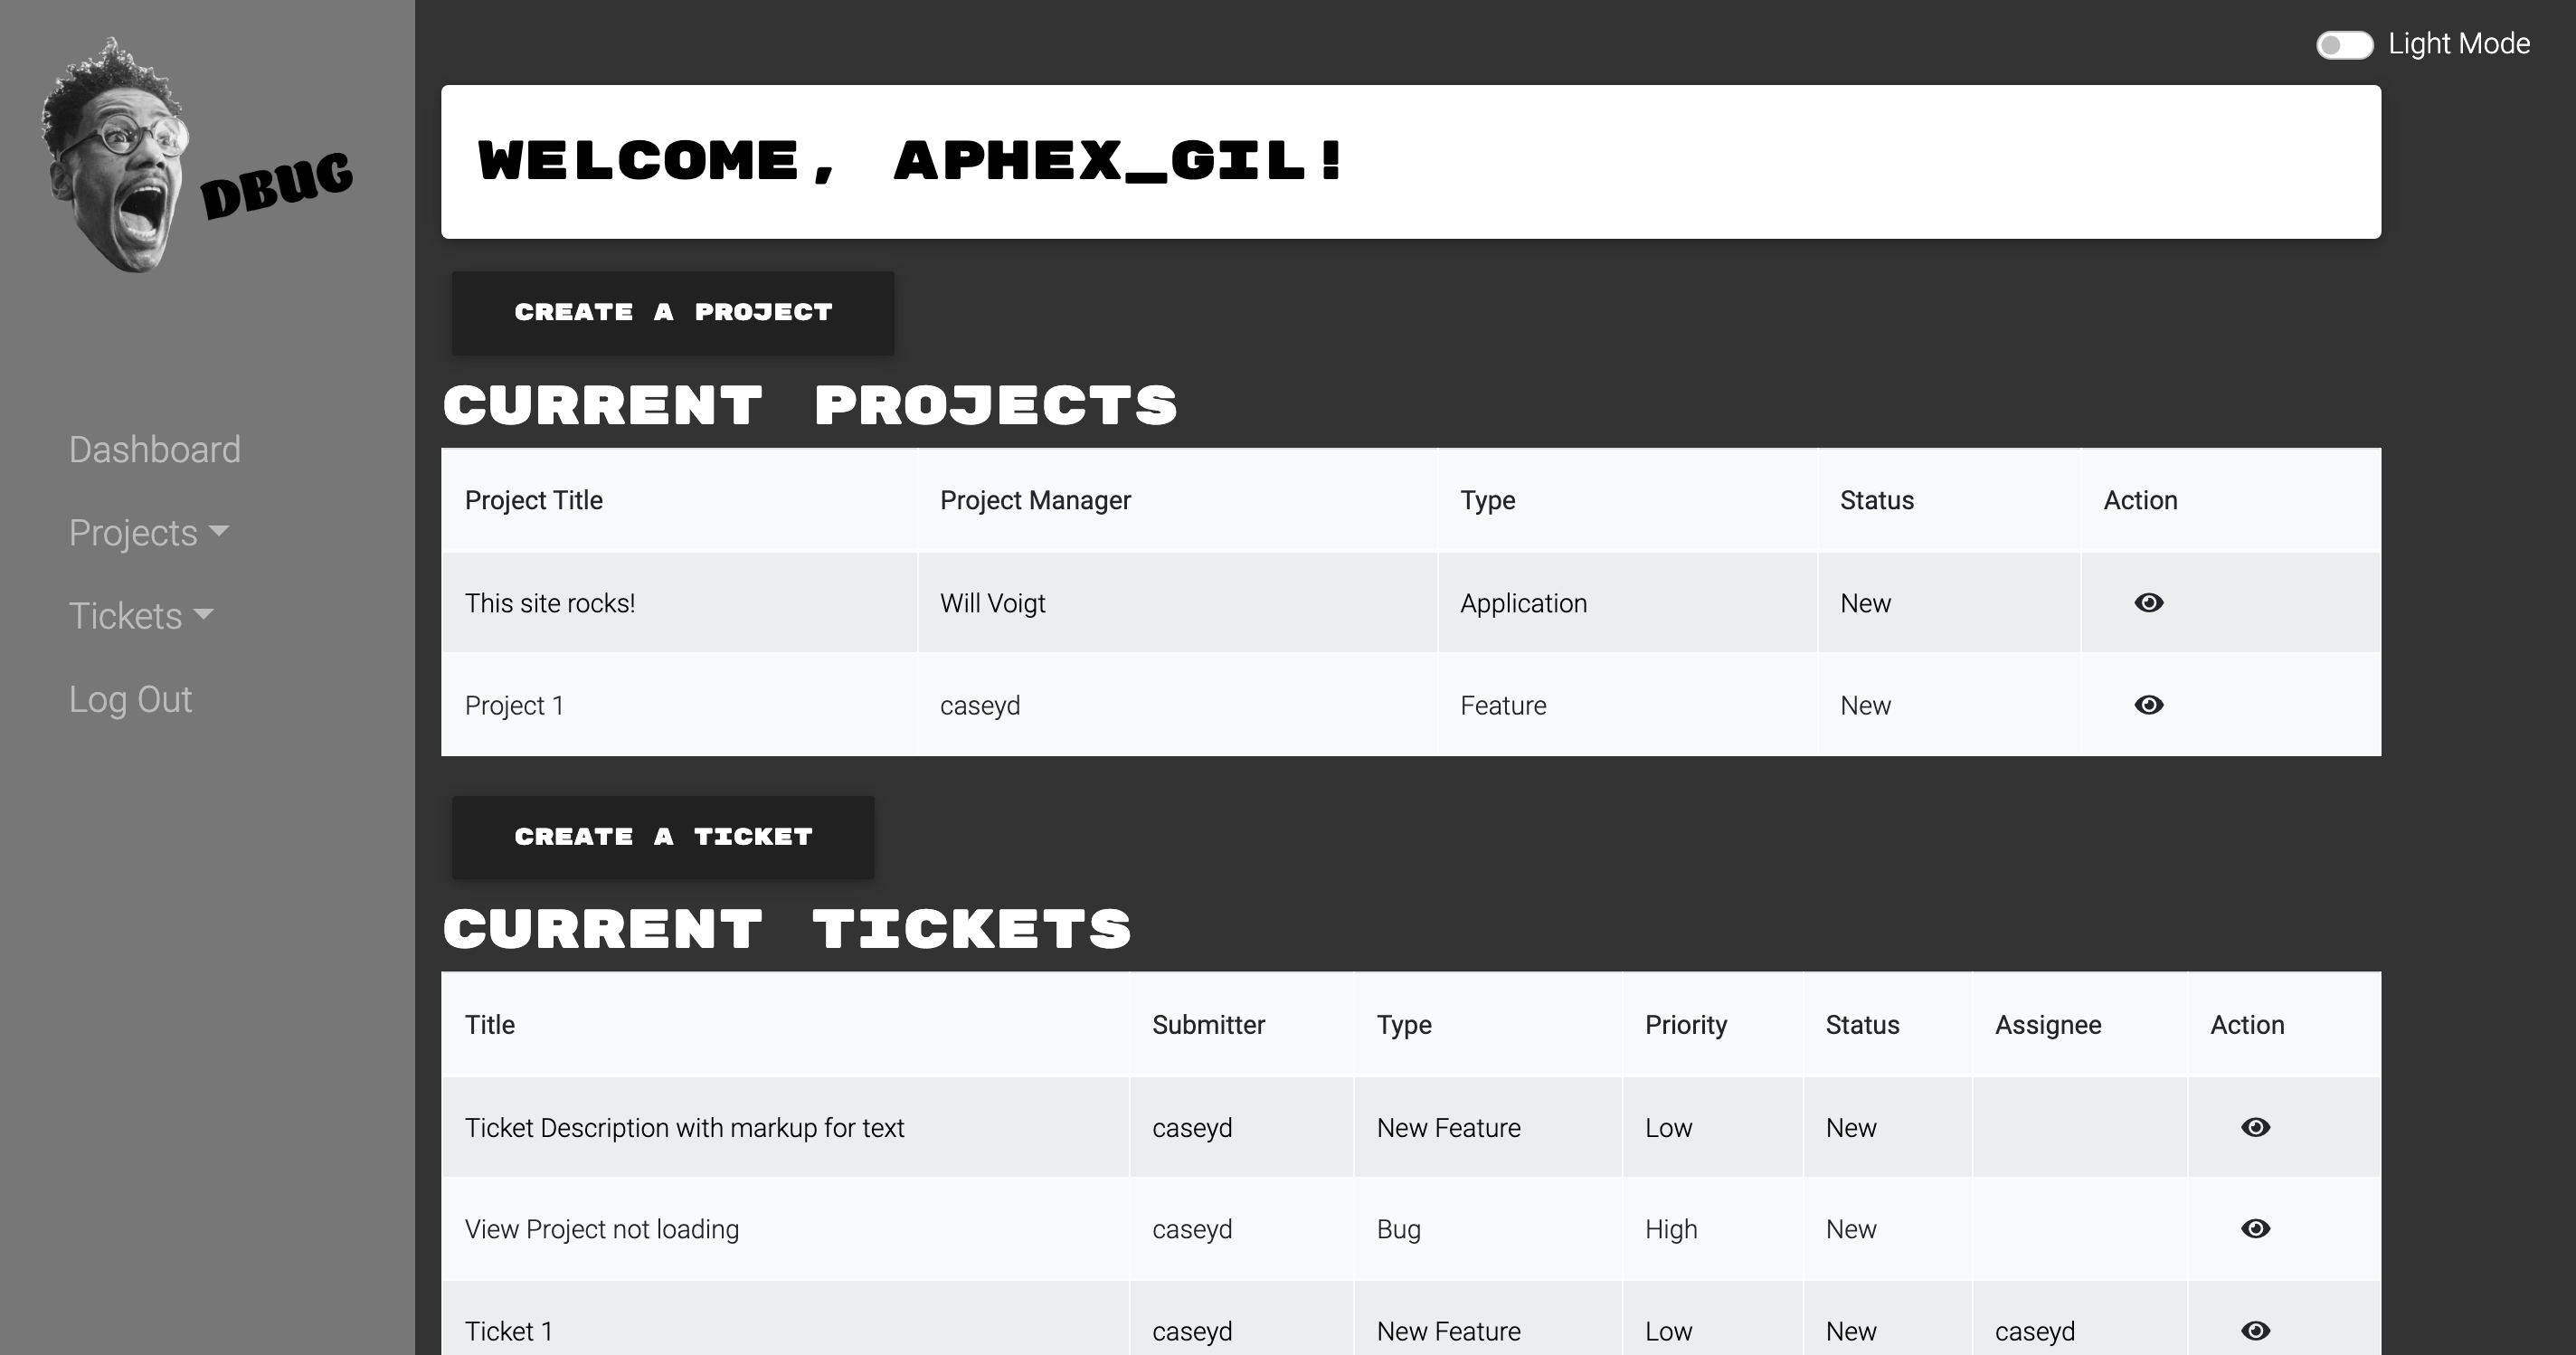 DBUG
Dashboard
Projects
Tickets
Log Out
Light Mode
WELCOME, APHEX_GIL!
CREATE A PROJECT
CURRENT PROJECTS
Project Title Project Manager Type Status Action
This site rocks! Will Voigt Application New
Project 1 caseyd Feature New
CREATE A TICKET
CURRENT TICKETS
Title Submitter Type Priority Status Assignee Action
Ticket Description with markup for text caseyd New Feature Low New
View Project not loading caseyd Bug High New
Ticket 1 caseyd New Feature Low New caseyd